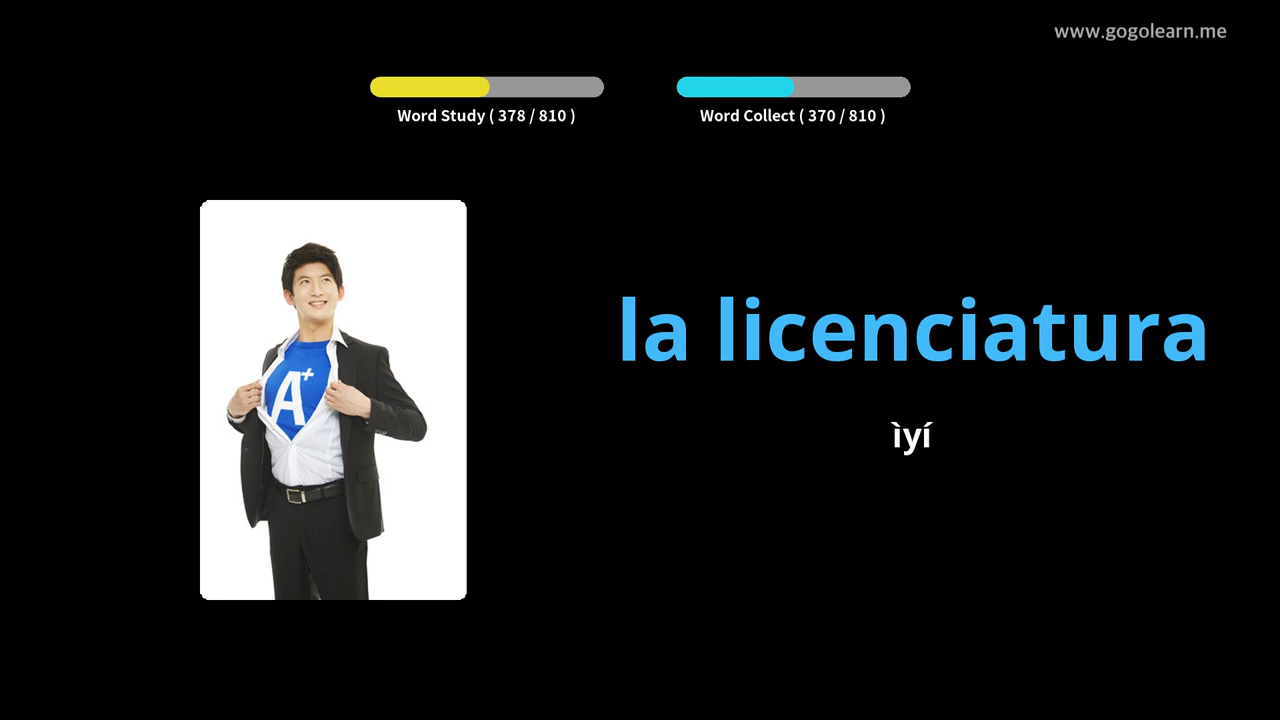 www.gogolearn.me
Word Study ( 378 / 810 )
Word Collect ( 370 / 810 )
A+
la licenciatura
ìyí